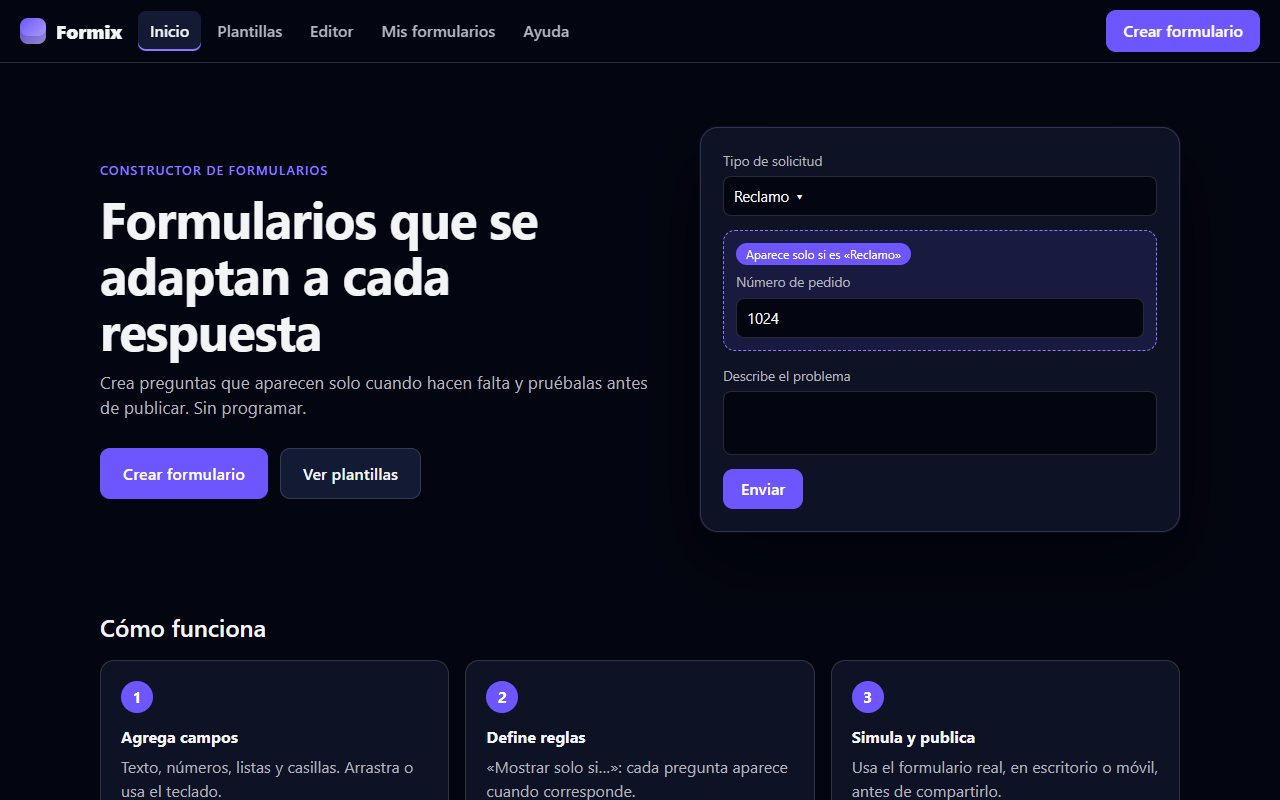 Formix
Inicio
Plantillas
Editor
Mis formularios
Ayuda
Crear formulario
CONSTRUCTOR DE FORMULARIOS
Formularios que se
adaptan a cada
respuesta
Crea preguntas que aparecen solo cuando hacen falta y pruébalas antes
de publicar. Sin programar.
Crear formulario
Ver plantillas
Tipo de solicitud
Reclamo
Aparece solo si es «Reclamo»
Número de pedido
1024
Describe el problema
Enviar
Cómo funciona
1
Agrega campos
Texto, números, listas y casillas. Arrastra o
usa el teclado.
2
Define reglas
«Mostrar solo si…»: cada pregunta aparece
cuando corresponde.
3
Simula y publica
Usa el formulario real, en escritorio o móvil,
antes de compartirlo.